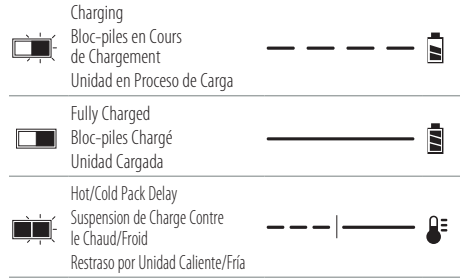 Charging
Bloc-piles en Cours
de Chargement
Unidad en Proceso de Carga
Fully Charged
Bloc-piles Chargé
Unidad Cargada
Hot/Cold Pack Delay
Suspension de Charge Contre
le Chaud/Froid
Restraso por Unidad Caliente/Fría